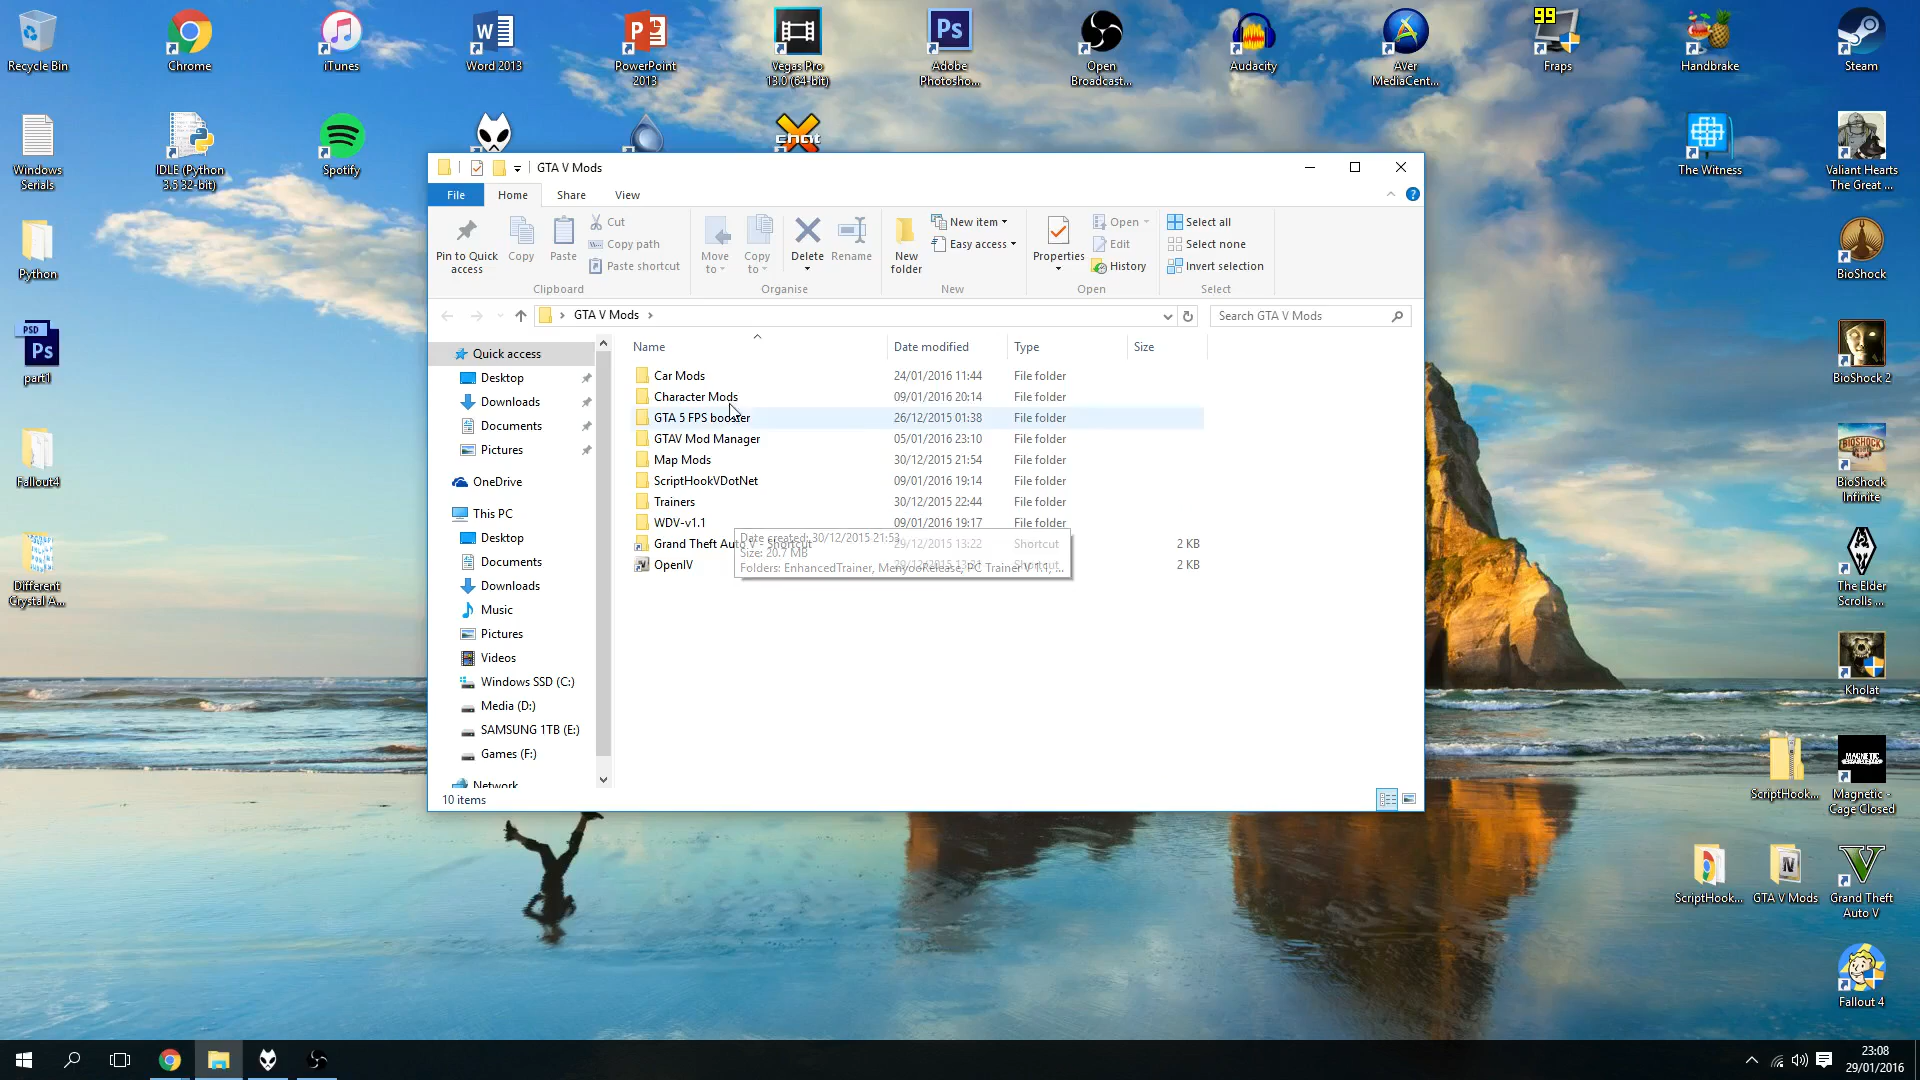 Recycle Bin
Chrome
iTunes
Word 2013
PowerPoint
2013
Vegas Pro
13.0 (64-bit)
Adobe
Photosho...
Open
Broadcast...
Audacity
AVer
MediaCent...
99
Fraps
Handbrake
Steam
Windows
Serials
IDLE (Python
3.5 32-bit)
Spotify
chat
The Witness
Valiant Hearts
The Great ...
Python
BioShock
PSD
Ps
part1
BioShock 2
Fallout4
BioShock
Infinite
Different
Crystal A...
The Elder
Scrolls ...
Kholat
ScriptHook...
Magnetic -
Cage Closed
ScriptHook...
GTA V Mods
Grand Theft
Auto V
Fallout 4
GTA V Mods
File
Home
Share
View
Pin to Quick
access
Copy
Paste
Cut
Copy path
Paste shortcut
Clipboard
Move
to
Copy
to
Delete
Rename
Organise
New
folder
New item
Easy access
New
Properties
Open
Edit
History
Open
Select all
Select none
Invert selection
Select
GTA V Mods
Search GTA V Mods
Quick access
Desktop
Downloads
Documents
Pictures
OneDrive
This PC
Desktop
Documents
Downloads
Music
Pictures
Videos
Windows SSD (C:)
Media (D:)
SAMSUNG 1TB (E:)
Games (F:)
Network
Name Date modified Type Size
Car Mods 24/01/2016 11:44 File folder
Character Mods 09/01/2016 20:14 File folder
GTA 5 FPS booster 26/12/2015 01:38 File folder
GTAV Mod Manager 05/01/2016 23:10 File folder
Map Mods 30/12/2015 21:54 File folder
ScriptHookVDotNet 09/01/2016 19:14 File folder
Trainers 30/12/2015 22:44 File folder
WDV-v1.1 09/01/2016 19:17 File folder
Grand Theft Auto V - Shortcut 29/12/2015 13:22 Shortcut 2 KB
OpenIV Shortcut 2 KB
Date created: 30/12/2015 21:53
Size: 20.7 MB
Folders: EnhancedTrainer, MenyooRelease, PC Trainer V 1.1, ...
10 items
23:08
29/01/2016